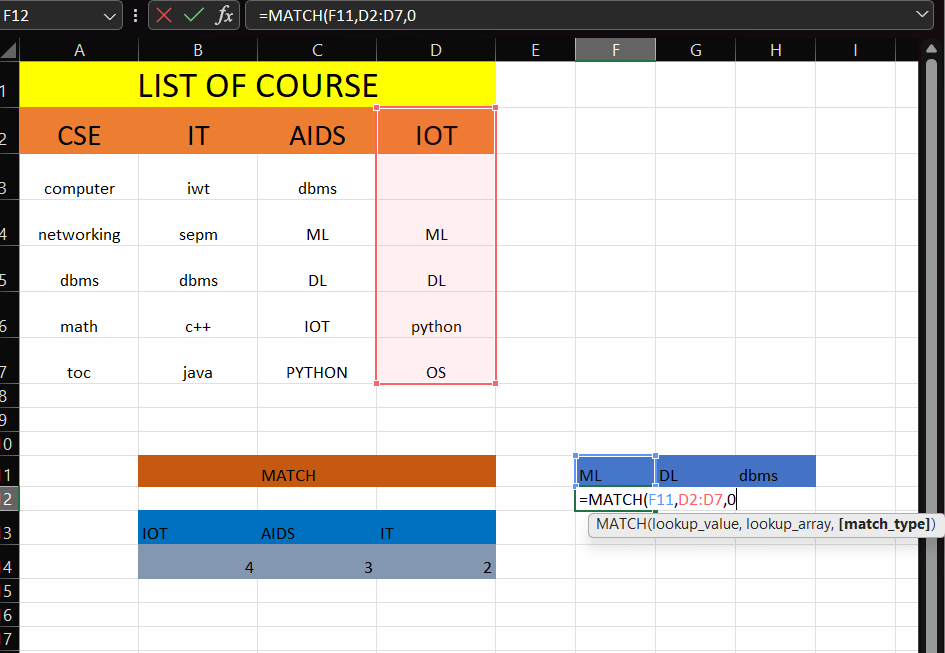 F12 fx =MATCH(F11,D2:D7,0
A B C D E F G H I
1 LIST OF COURSE
2 CSE IT AIDS IOT
3 computer iwt dbms
4 networking sepm ML ML
5 dbms dbms DL DL
6 math c++ IOT python
7 toc java PYTHON OS
8
9
0
1 MATCH ML DL dbms
2 =MATCH(F11,D2:D7,0
MATCH(lookup_value, lookup_array, [match_type])
3 IOT AIDS IT
4 4 3 2
5
6
7